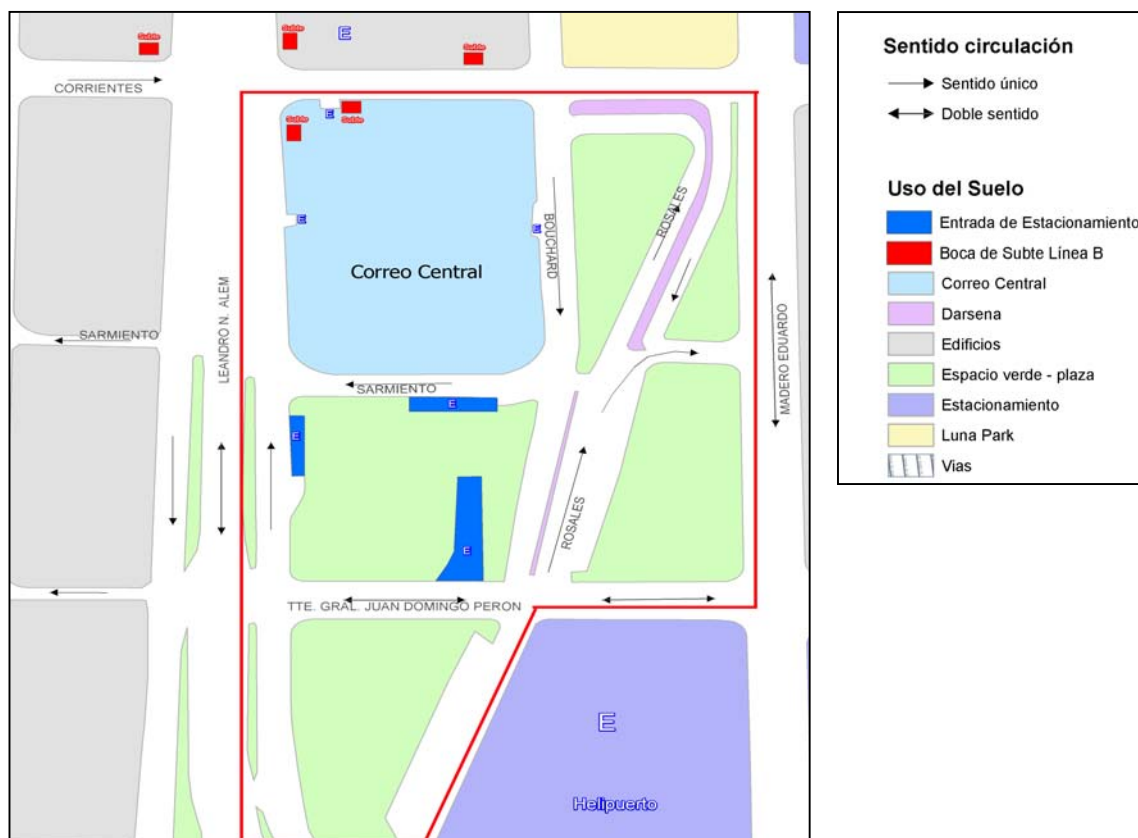 Subte
Subte
E
Subte
CORRIENTES
Subte
E
Subte
E
E
BOUCHARD
ROSALES
Correo Central
LEANDRO N. ALEM
MADERO EDUARDO
SARMIENTO
SARMIENTO
E
E
ROSALES
E
TTE. GRAL. JUAN DOMINGO PERON
E
Helipuerto
Sentido circulación
Sentido único
Doble sentido
Uso del Suelo
Entrada de Estacionamiento
Boca de Subte Línea B
Correo Central
Darsena
Edificios
Espacio verde - plaza
Estacionamiento
Luna Park
Vias